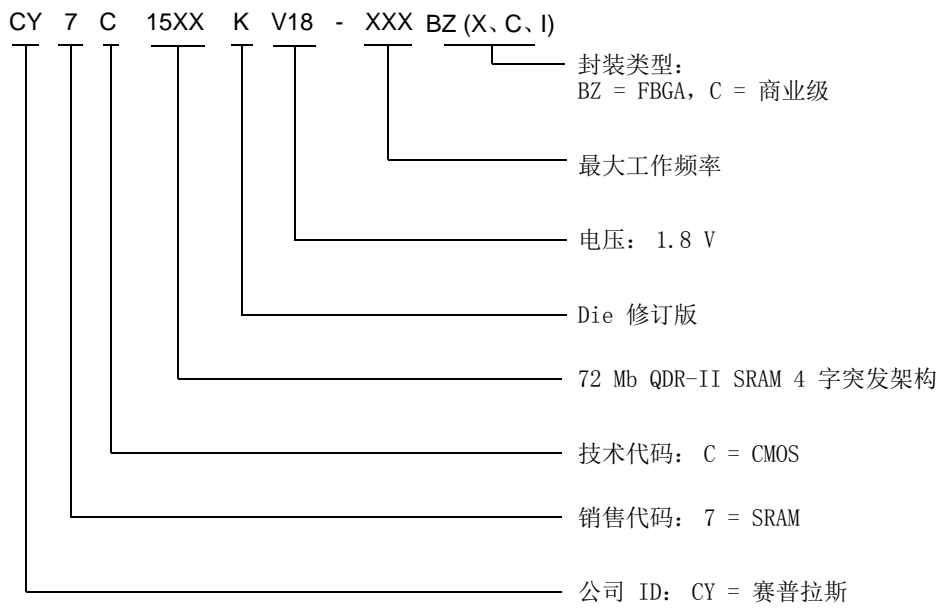 CY 7 C 15XX K V18 - XXX BZ (X、C、I)
封装类型：
BZ = FBGA，C = 商业级
最大工作频率
电压： 1.8 V
Die 修订版
72 Mb QDR-II SRAM 4 字突发架构
技术代码： C = CMOS
销售代码： 7 = SRAM
公司 ID： CY = 赛普拉斯